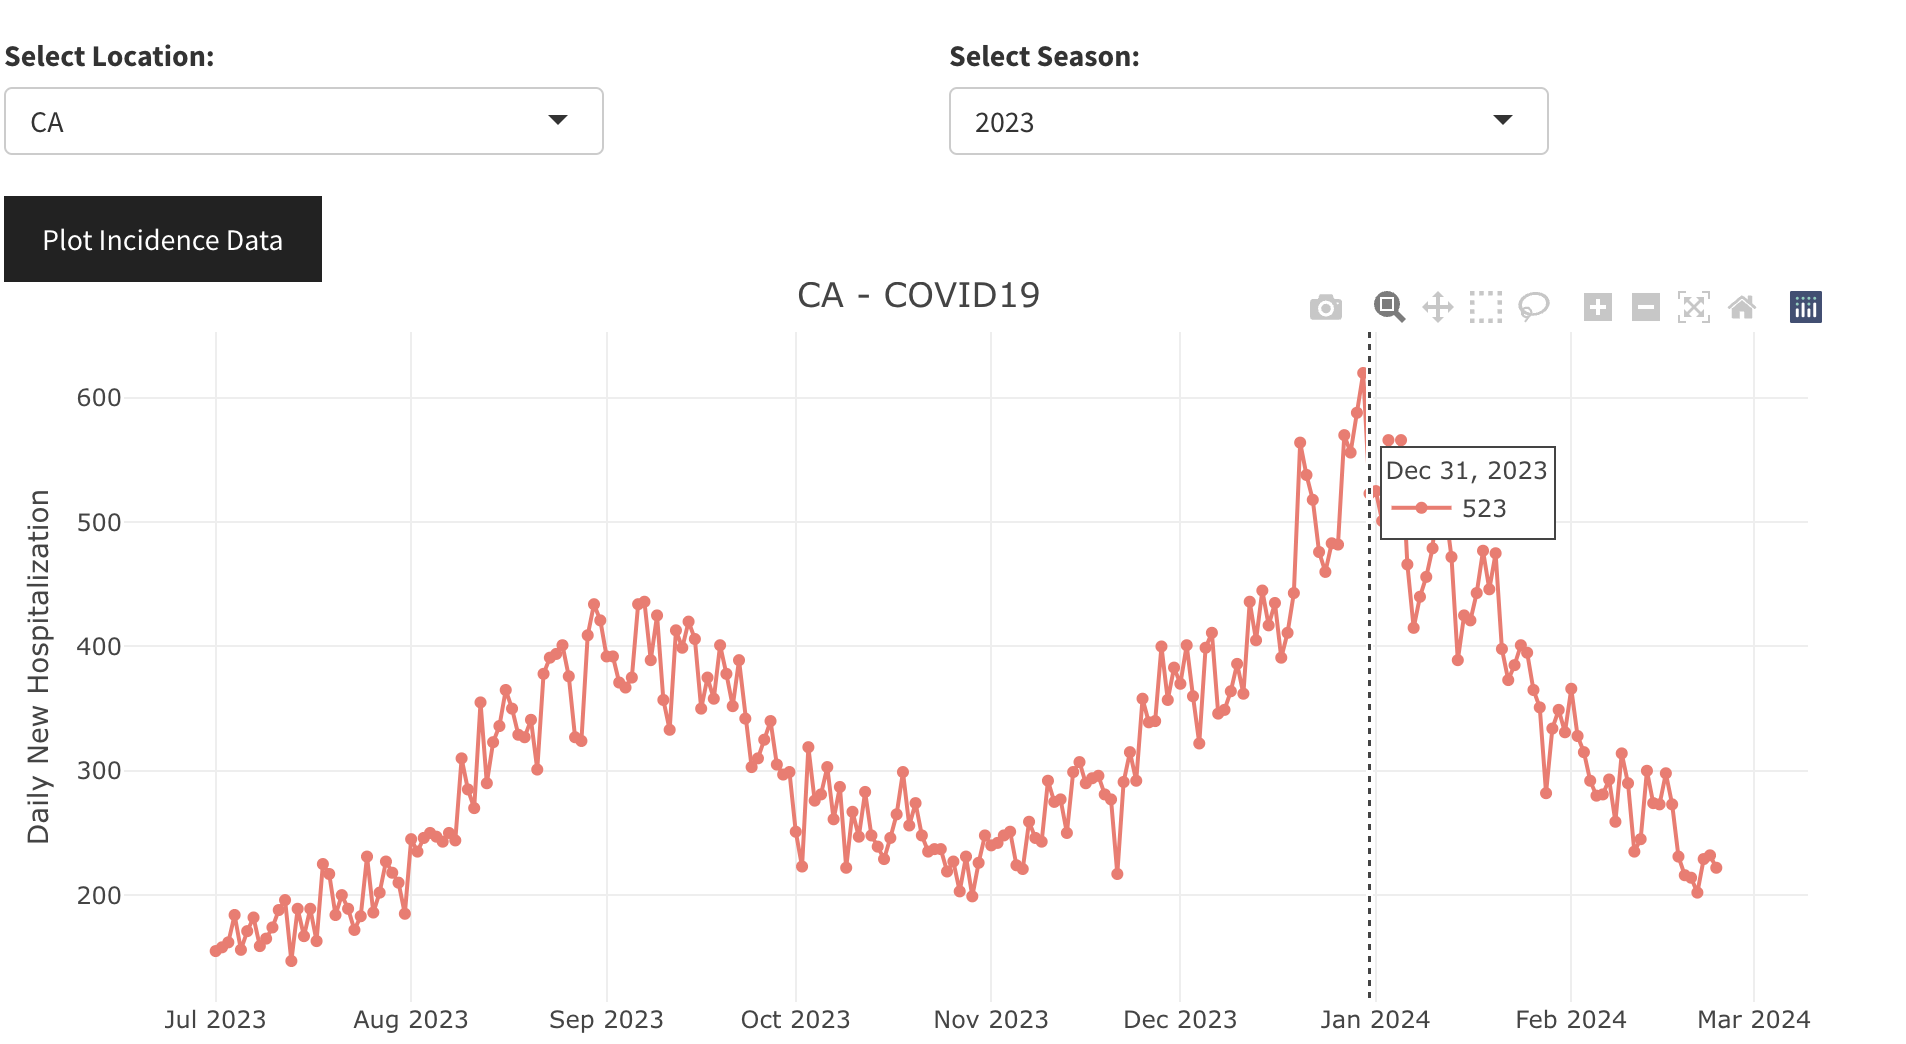 Select Location:
Select Season:
CA
2023
Plot Incidence Data
CA - COVID19
Daily New Hospitalization
600
500
400
300
200
Dec 31, 2023
523
Jul 2023
Aug 2023
Sep 2023
Oct 2023
Nov 2023
Dec 2023
Jan 2024
Feb 2024
Mar 2024